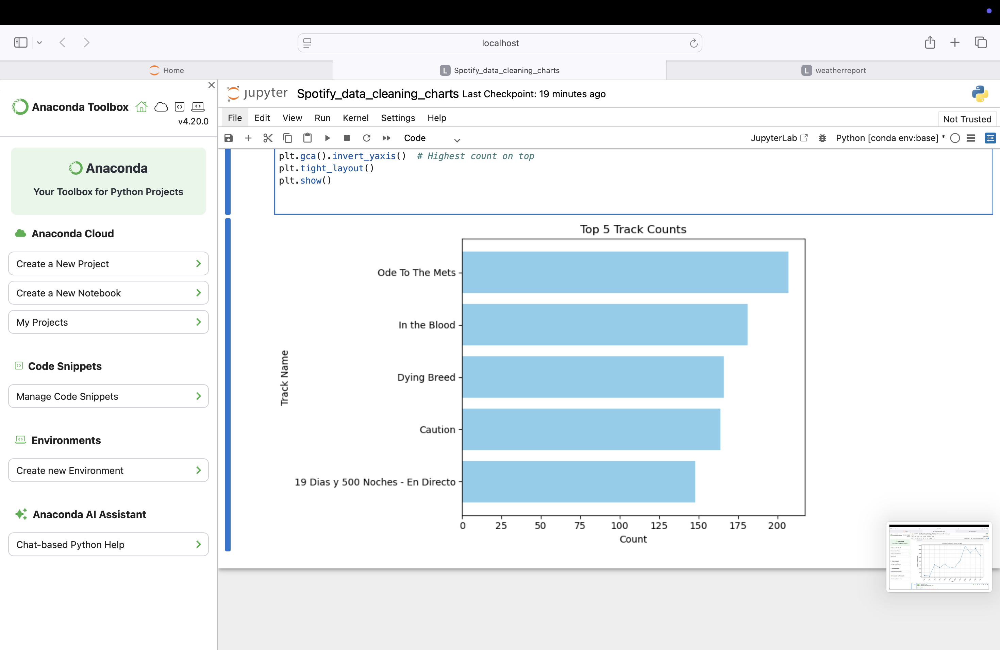 localhost
Home
Spotify_data_cleaning_charts
weatherreport
Anaconda Toolbox
v4.20.0
Anaconda
Your Toolbox for Python Projects
Anaconda Cloud
Create a New Project
Create a New Notebook
My Projects
Code Snippets
Manage Code Snippets
Environments
Create new Environment
Anaconda AI Assistant
Chat-based Python Help
jupyter Spotify_data_cleaning_charts Last Checkpoint: 19 minutes ago
File Edit View Run Kernel Settings Help
Not Trusted
Code
JupyterLab
Python [conda env:base] *
plt.gca().invert_yaxis()  # Highest count on top
plt.tight_layout()
plt.show()
Top 5 Track Counts
Track Name
Ode To The Mets
In the Blood
Dying Breed
Caution
19 Dias y 500 Noches - En Directo
0 25 50 75 100 125 150 175 200
Count